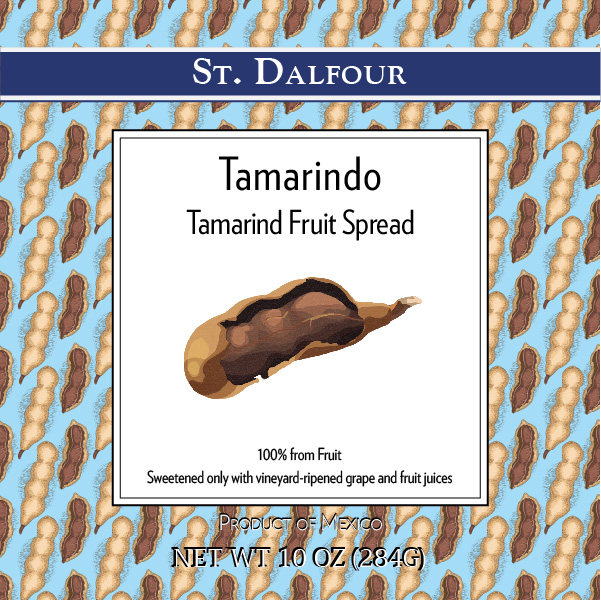 St. Dalfour
Tamarindo
Tamarind Fruit Spread
100% from Fruit
Sweetened only with vineyard-ripened grape and fruit juices
Product of Mexico
NET WT 10 OZ (284G)